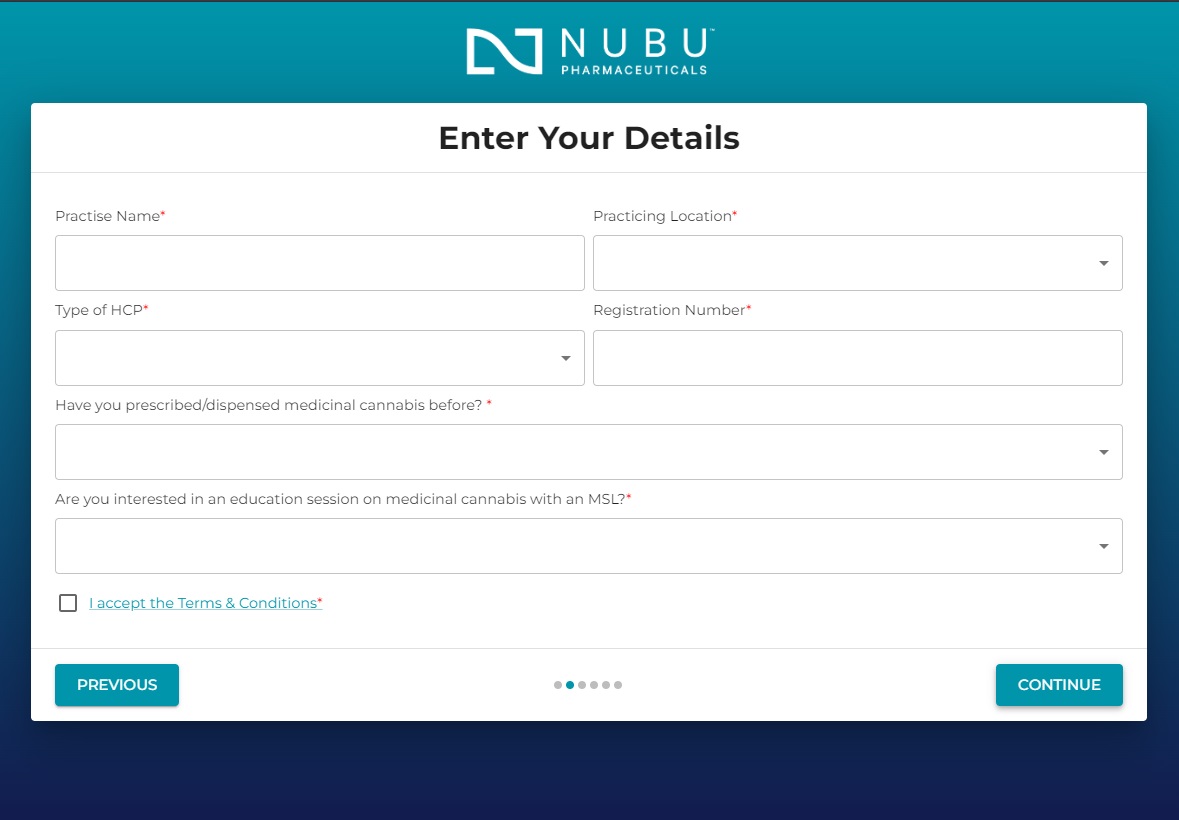 NUBU™
PHARMACEUTICALS
Enter Your Details
Practise Name*
Practicing Location*
Type of HCP*
Registration Number*
Have you prescribed/dispensed medicinal cannabis before? *
Are you interested in an education session on medicinal cannabis with an MSL?*
I accept the Terms & Conditions*
PREVIOUS
CONTINUE